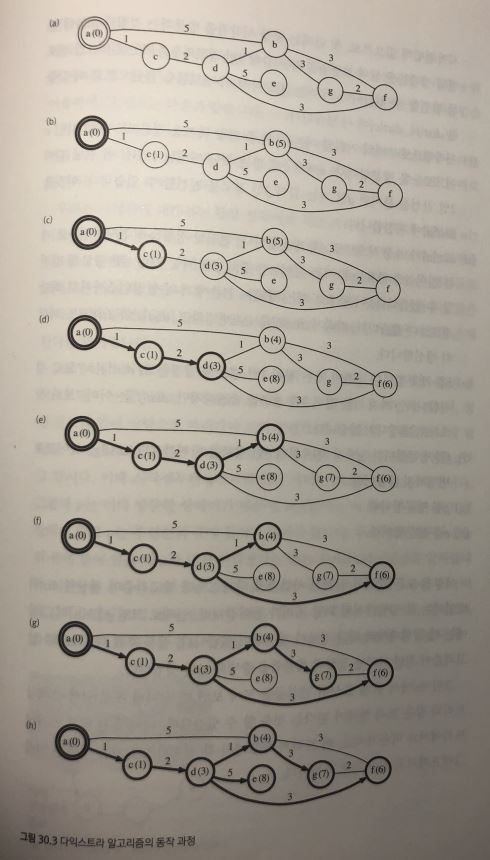 (a)
a(0) 5 b 3
1 c 2 d 1 5 e 3 g 2 f
3
(b)
a(0) 5 b(5) 3
1 c(1) 2 d 1 5 e 3 g 2 f
3
(c)
a(0) 5 b(5) 3
1 c(1) 2 d(3) 1 5 e 3 g 2 f
3
(d)
a(0) 5 b(4) 3
1 c(1) 2 d(3) 1 5 e(8) 3 g 2 f(6)
3
(e)
a(0) 5 b(4) 3
1 c(1) 2 d(3) 1 5 e(8) 3 g(7) 2 f(6)
3
(f)
a(0) 5 b(4) 3
1 c(1) 2 d(3) 1 5 e(8) 3 g(7) 2 f(6)
3
(g)
a(0) 5 b(4) 3
1 c(1) 2 d(3) 1 5 e(8) 3 g(7) 2 f(6)
3
(h)
a(0) 5 b(4) 3
1 c(1) 2 d(3) 1 5 e(8) 3 g(7) 2 f(6)
3
그림 30.3 다익스트라 알고리즘의 동작 과정